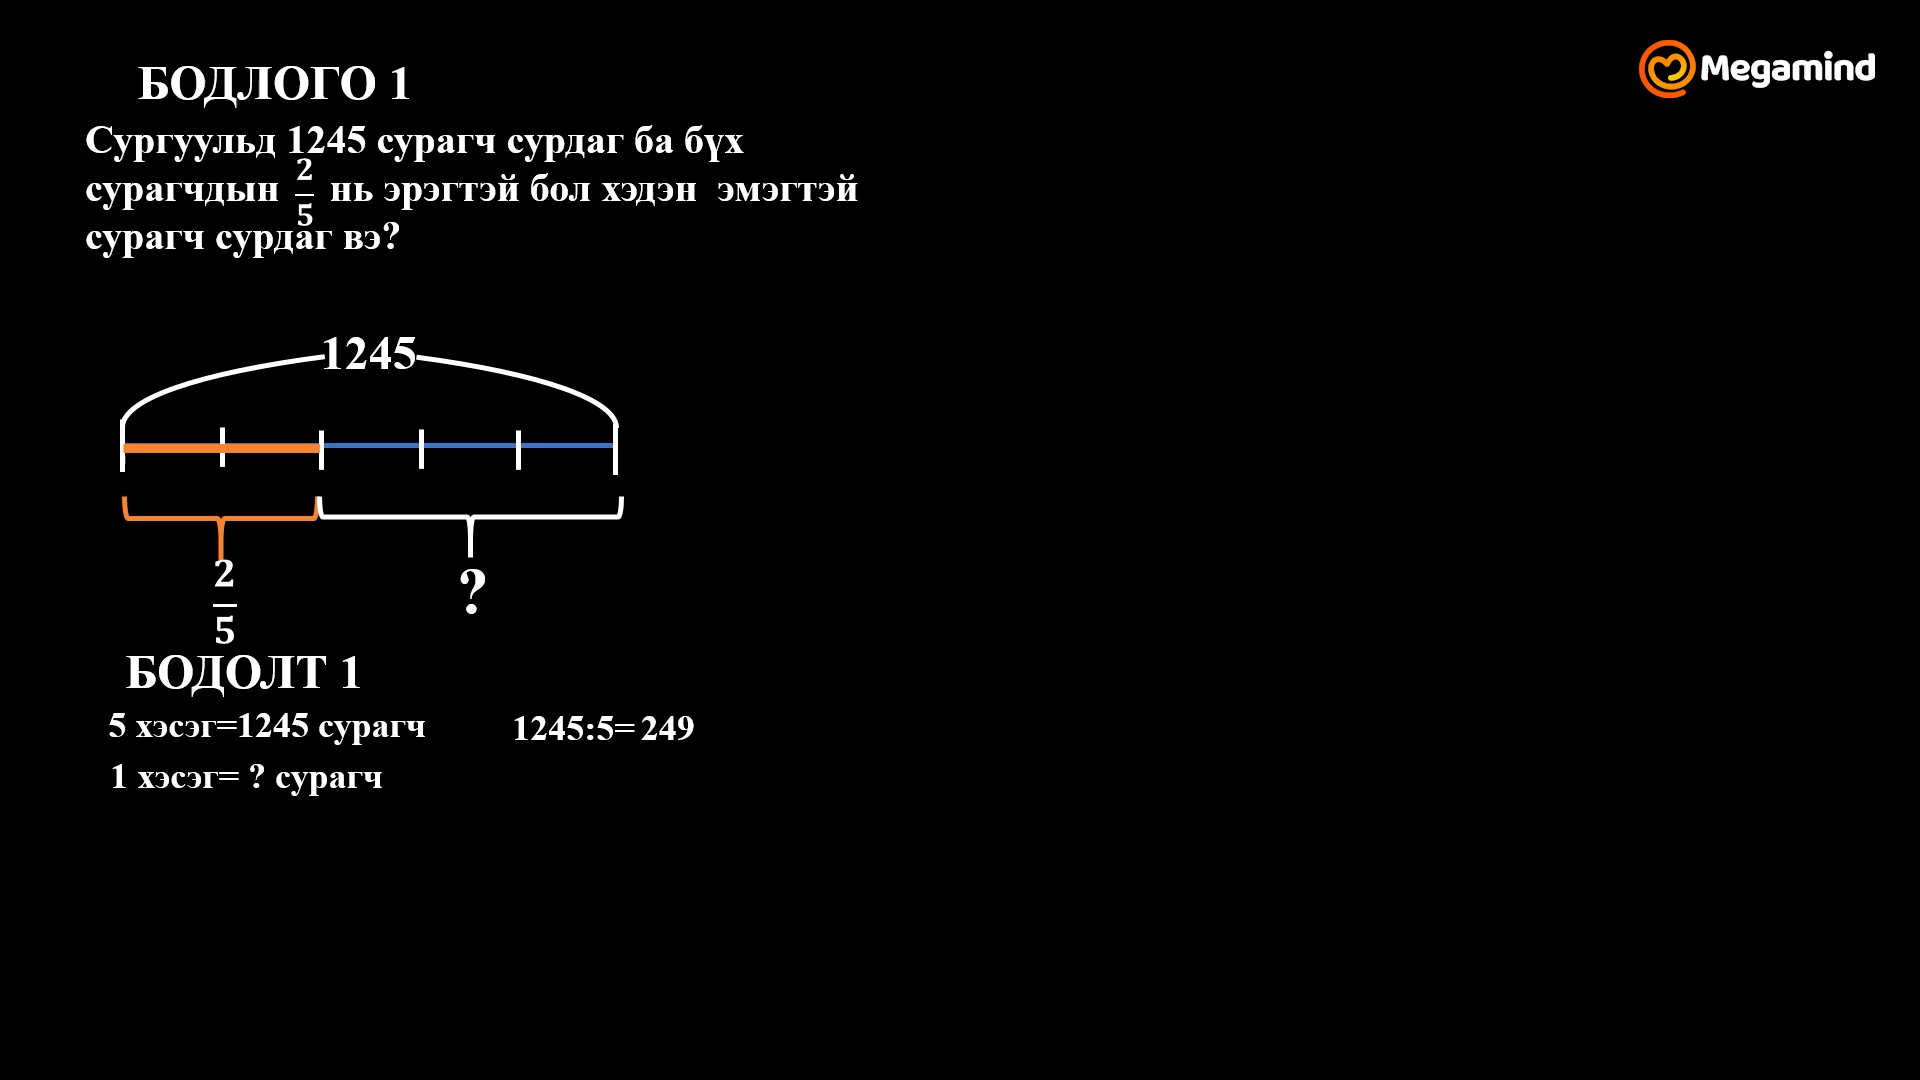 Megamind
БОДЛОГО 1
Сургуульд 1245 сурагч сурдаг ба бүх
сурагчдын 2/5 нь эрэгтэй бол хэдэн эмэгтэй
сурагч сурдаг вэ?
1245
2/5
?
БОДОЛТ 1
5 хэсэг=1245 сурагч 1245:5= 249
1 хэсэг= ? сурагч